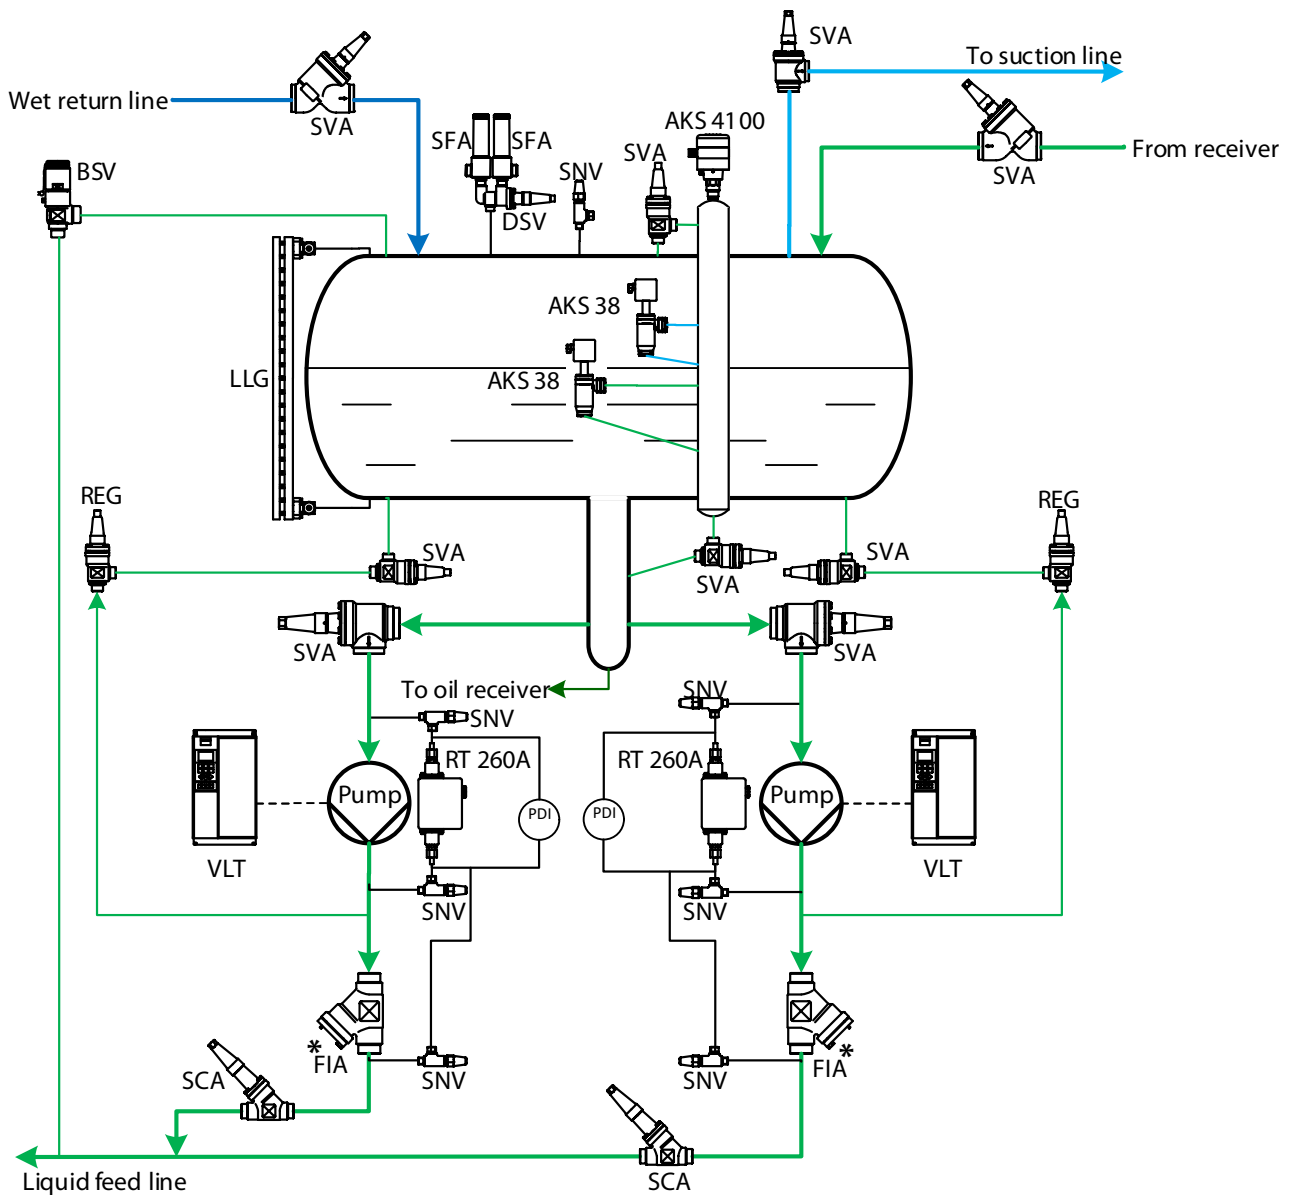 SVA
To suction line
Wet return line
SVA
AKS 4100
SFA
SFA
SVA
SNV
From receiver
SVA
BSV
DSV
AKS 38
LLG
AKS 38
REG
REG
SVA
SVA
SVA
SVA
SVA
To oil receiver
SNV
SNV
RT 260A
RT 260A
Pump
Pump
PDI
PDI
VLT
VLT
SNV
SNV
*
FIA
*
FIA
SCA
SNV
SNV
SCA
Liquid feed line